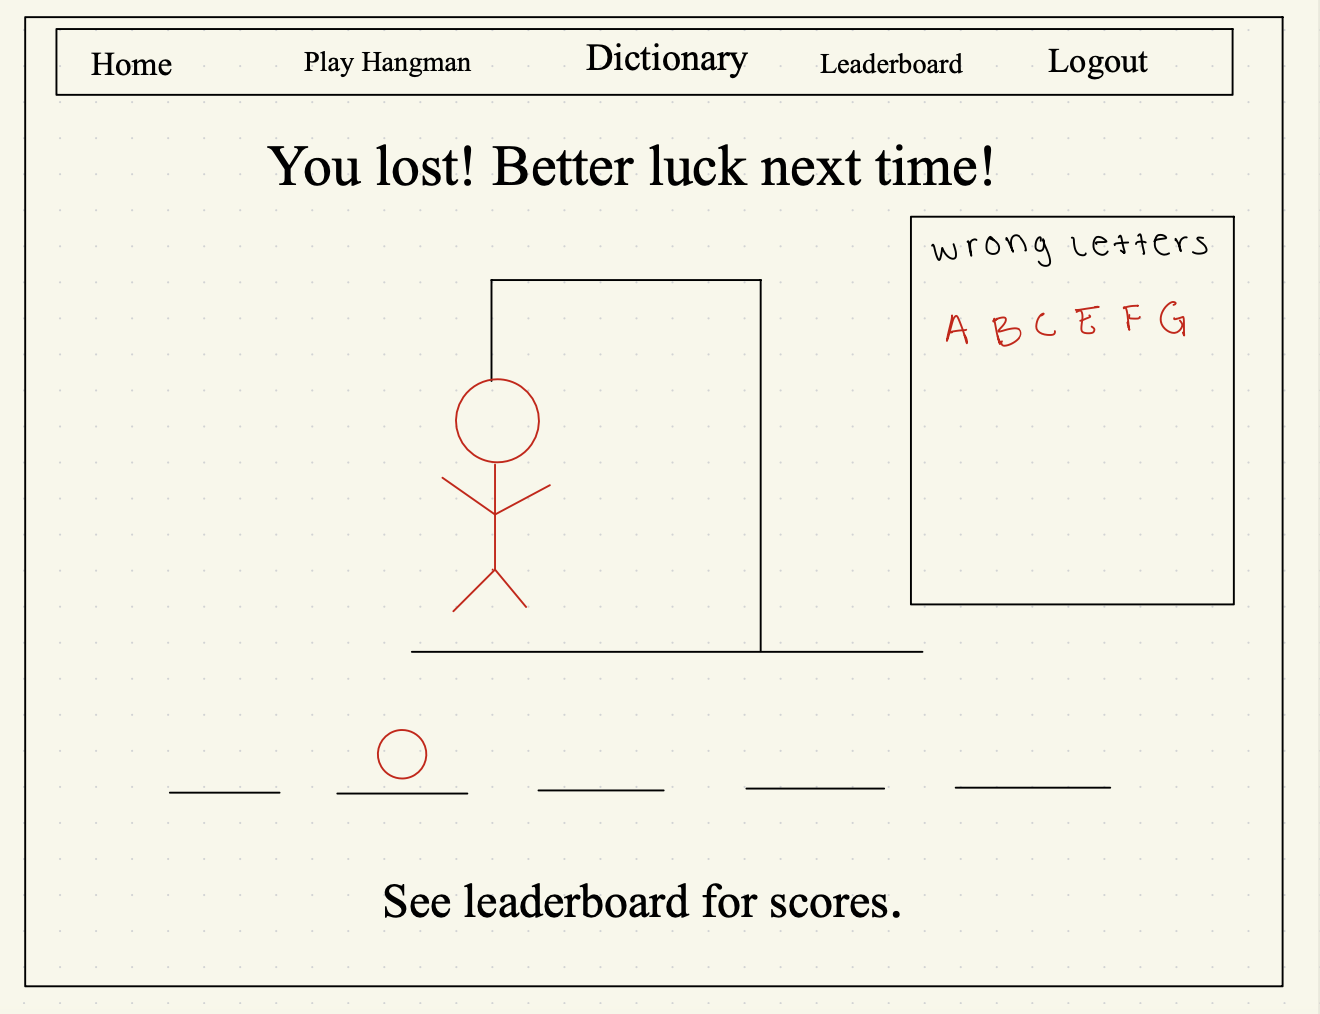 Home Play Hangman Dictionary Leaderboard Logout
You lost! Better luck next time!
wrong letters
A B C E F G
O
See leaderboard for scores.